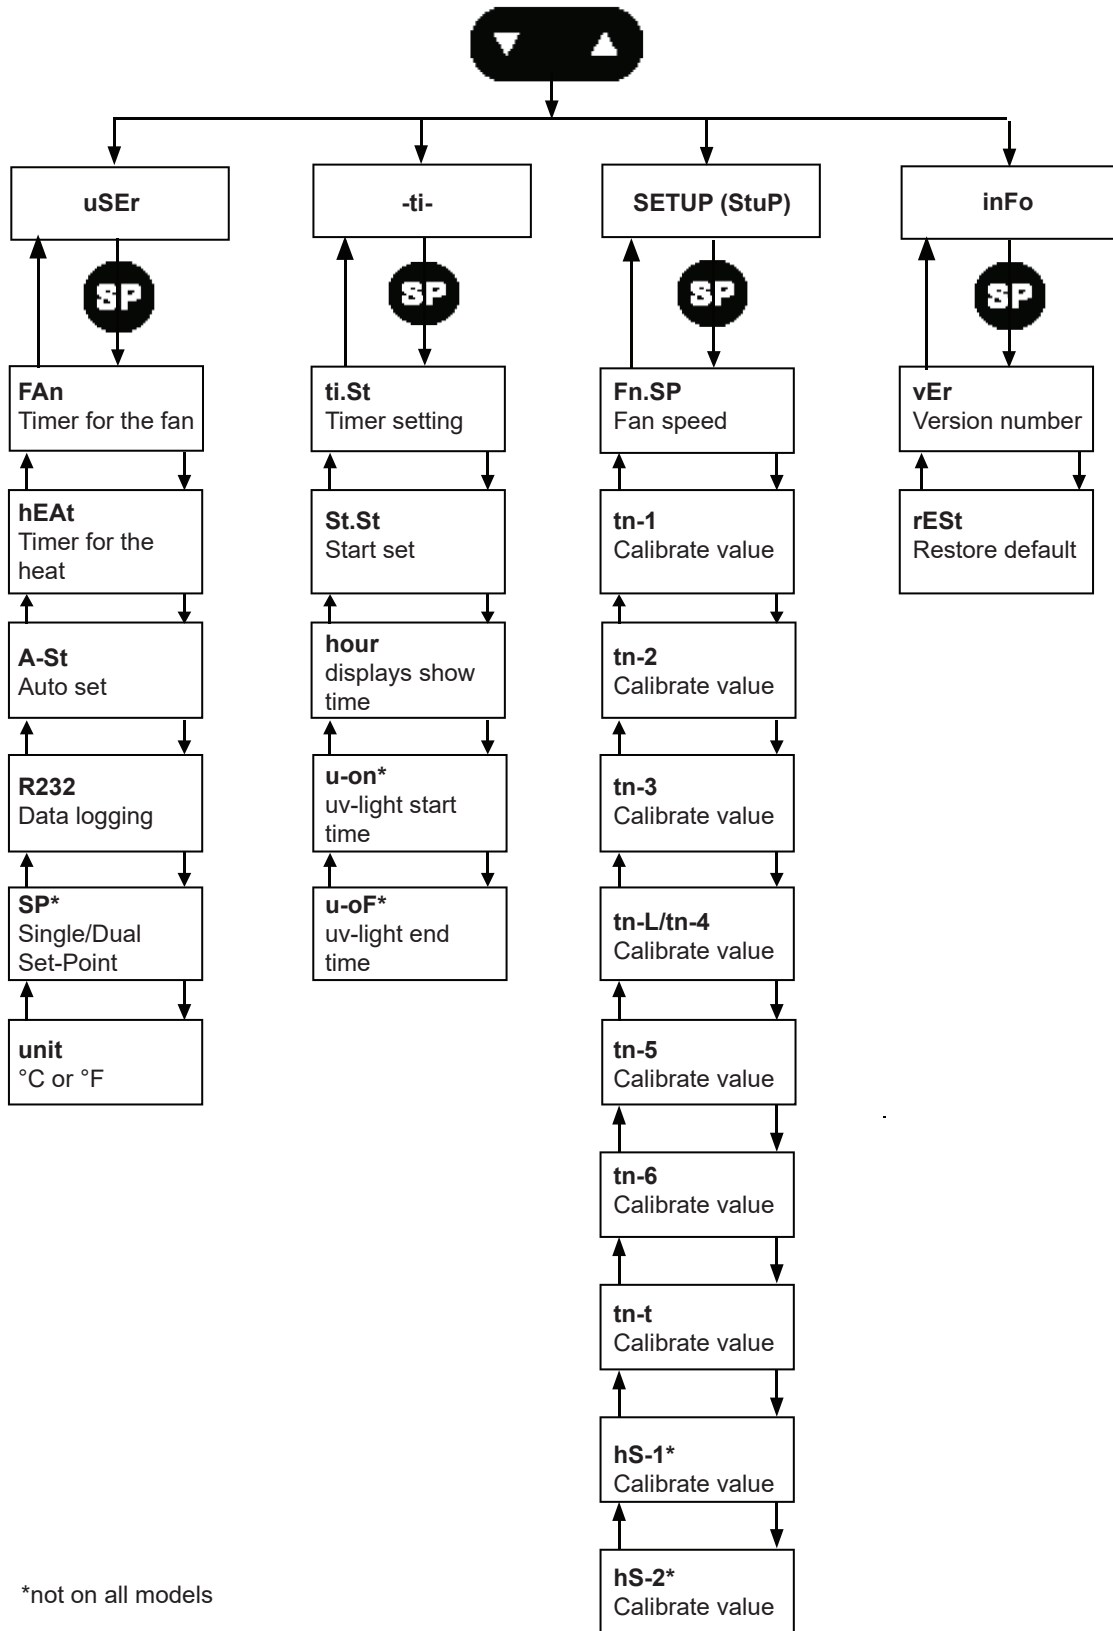 ▼ ▲
uSEr
SP
FAn
Timer for the fan
hEAt
Timer for the
heat
A-St
Auto set
R232
Data logging
SP*
Single/Dual
Set-Point
unit
°C or °F
-ti-
SP
ti.St
Timer setting
St.St
Start set
hour
displays show
time
u-on*
uv-light start
time
u-oF*
uv-light end
time
SETUP (StuP)
SP
Fn.SP
Fan speed
tn-1
Calibrate value
tn-2
Calibrate value
tn-3
Calibrate value
tn-L/tn-4
Calibrate value
tn-5
Calibrate value
tn-6
Calibrate value
tn-t
Calibrate value
hS-1*
Calibrate value
hS-2*
Calibrate value
inFo
SP
vEr
Version number
rESt
Restore default
*not on all models